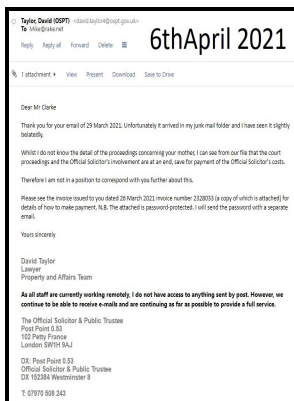 Taylor, David (OSPT) <david.taylor4@ospt.gov.uk>
To Mike@rake.net
6thApril 2021
Reply Reply all Forward Delete
1 attachment View Present Download Save to Drive
Dear Mr Clarke
Thank you for your email of 29 March 2021. Unfortunately it arrived in my junk mail folder and I have seen it slightly
belatedly.
Whilst I do not know the detail of the proceedings concerning your mother, I can see from our file that the court
proceedings and the Official Solicitor's involvement are at an end, save for payment of the Official Solicitor's costs.
Therefore I am not in a position to correspond with you further about this.
Please see the invoice issued to you dated 26 March 2021 invoice number 2328033 (a copy of which is attached) for
details of how to make payment. N.B. The attached is password-protected. I will send the password with a separate
email.
Yours sincerely
David Taylor
Lawyer
Property and Affairs Team
As all staff are currently working remotely, I do not have access to anything sent by post. However, we
continue to be able to receive e-mails and are continuing as far as possible to provide a full service.
The Official Solicitor & Public Trustee
Post Point 0.53
102 Petty France
London SW1H 9AJ
DX: Post Point 0.53
Official Solicitor & Public Trustee
DX 152384 Westminster 8
T: 07970 508 243